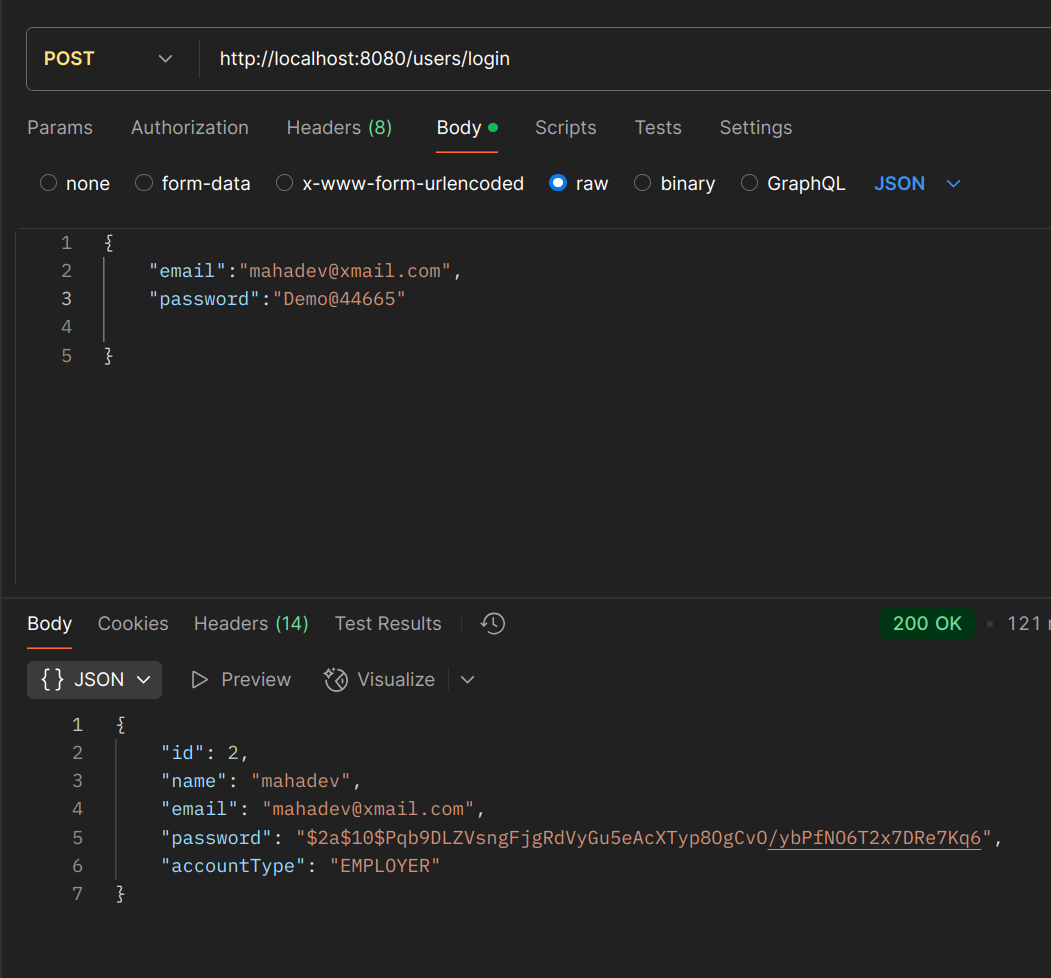 POST http://localhost:8080/users/login
Params Authorization Headers (8) Body Scripts Tests Settings
none form-data x-www-form-urlencoded raw binary GraphQL JSON
1 {
2 "email":"mahadev@xmail.com",
3 "password":"Demo@44665"
4
5 }
Body Cookies Headers (14) Test Results 200 OK 121
{} JSON Preview Visualize
1 {
2 "id": 2,
3 "name": "mahadev",
4 "email": "mahadev@xmail.com",
5 "password": "$2a$10$Pqb9DLZVsngFjgRdVyGu5eAcXTyp8OgCvO/ybPfNO6T2x7DRe7Kq6",
6 "accountType": "EMPLOYER"
7 }